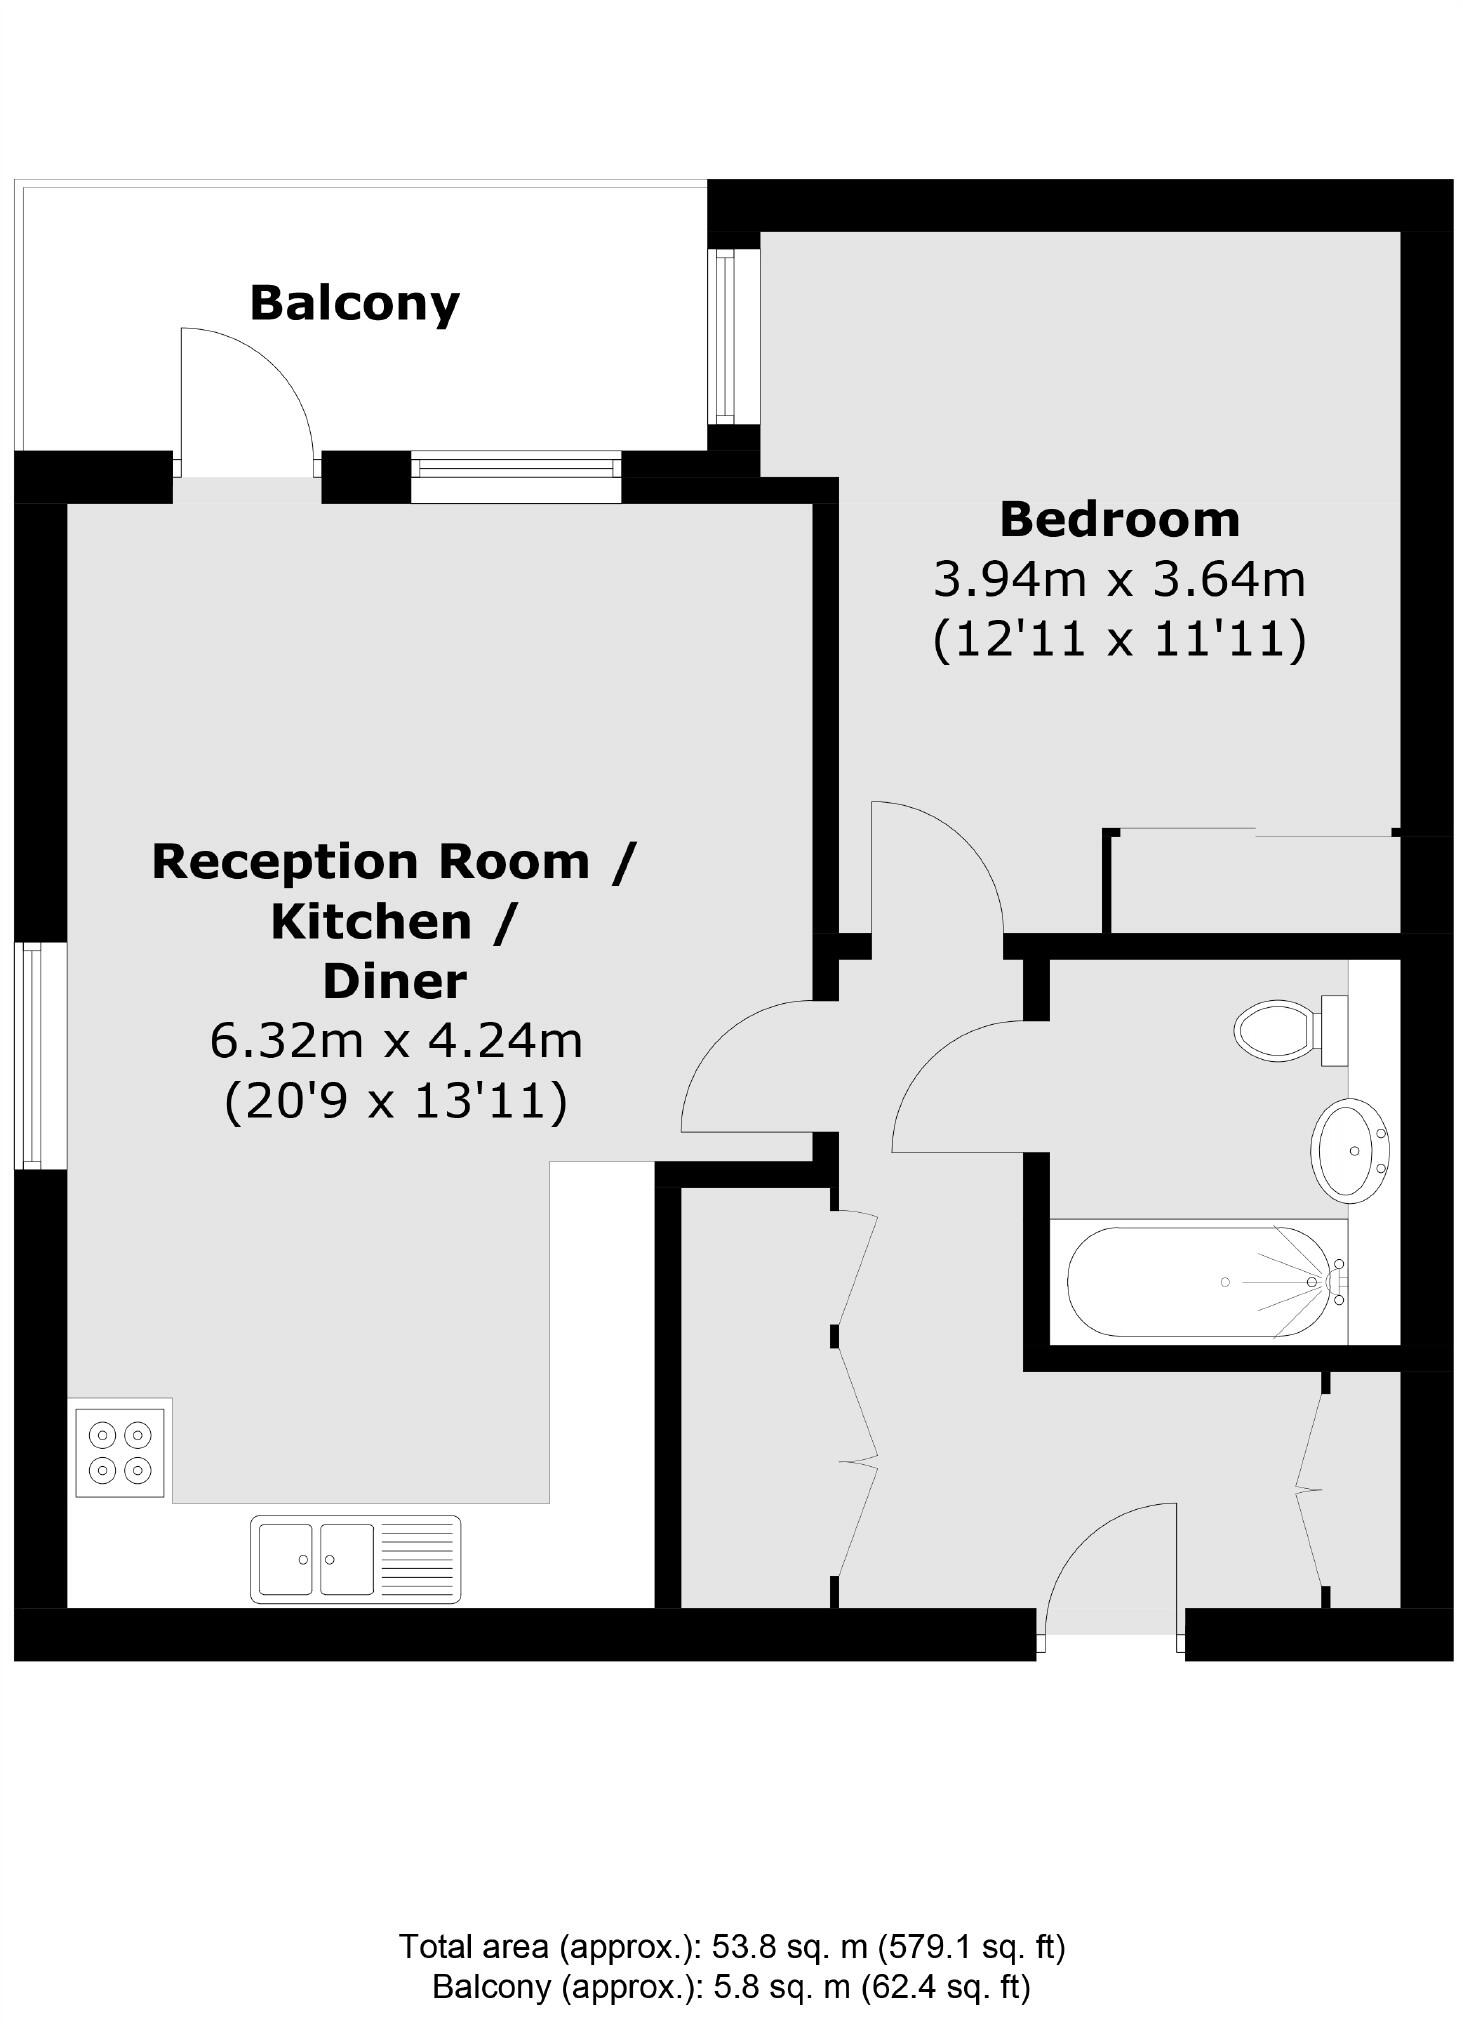 Balcony
Bedroom
3.94m x 3.64m
(12'11 x 11'11)
Reception Room /
Kitchen /
Diner
6.32m x 4.24m
(20'9 x 13'11)
Total area (approx.): 53.8 sq. m (579.1 sq. ft)
Balcony (approx.): 5.8 sq. m (62.4 sq. ft)